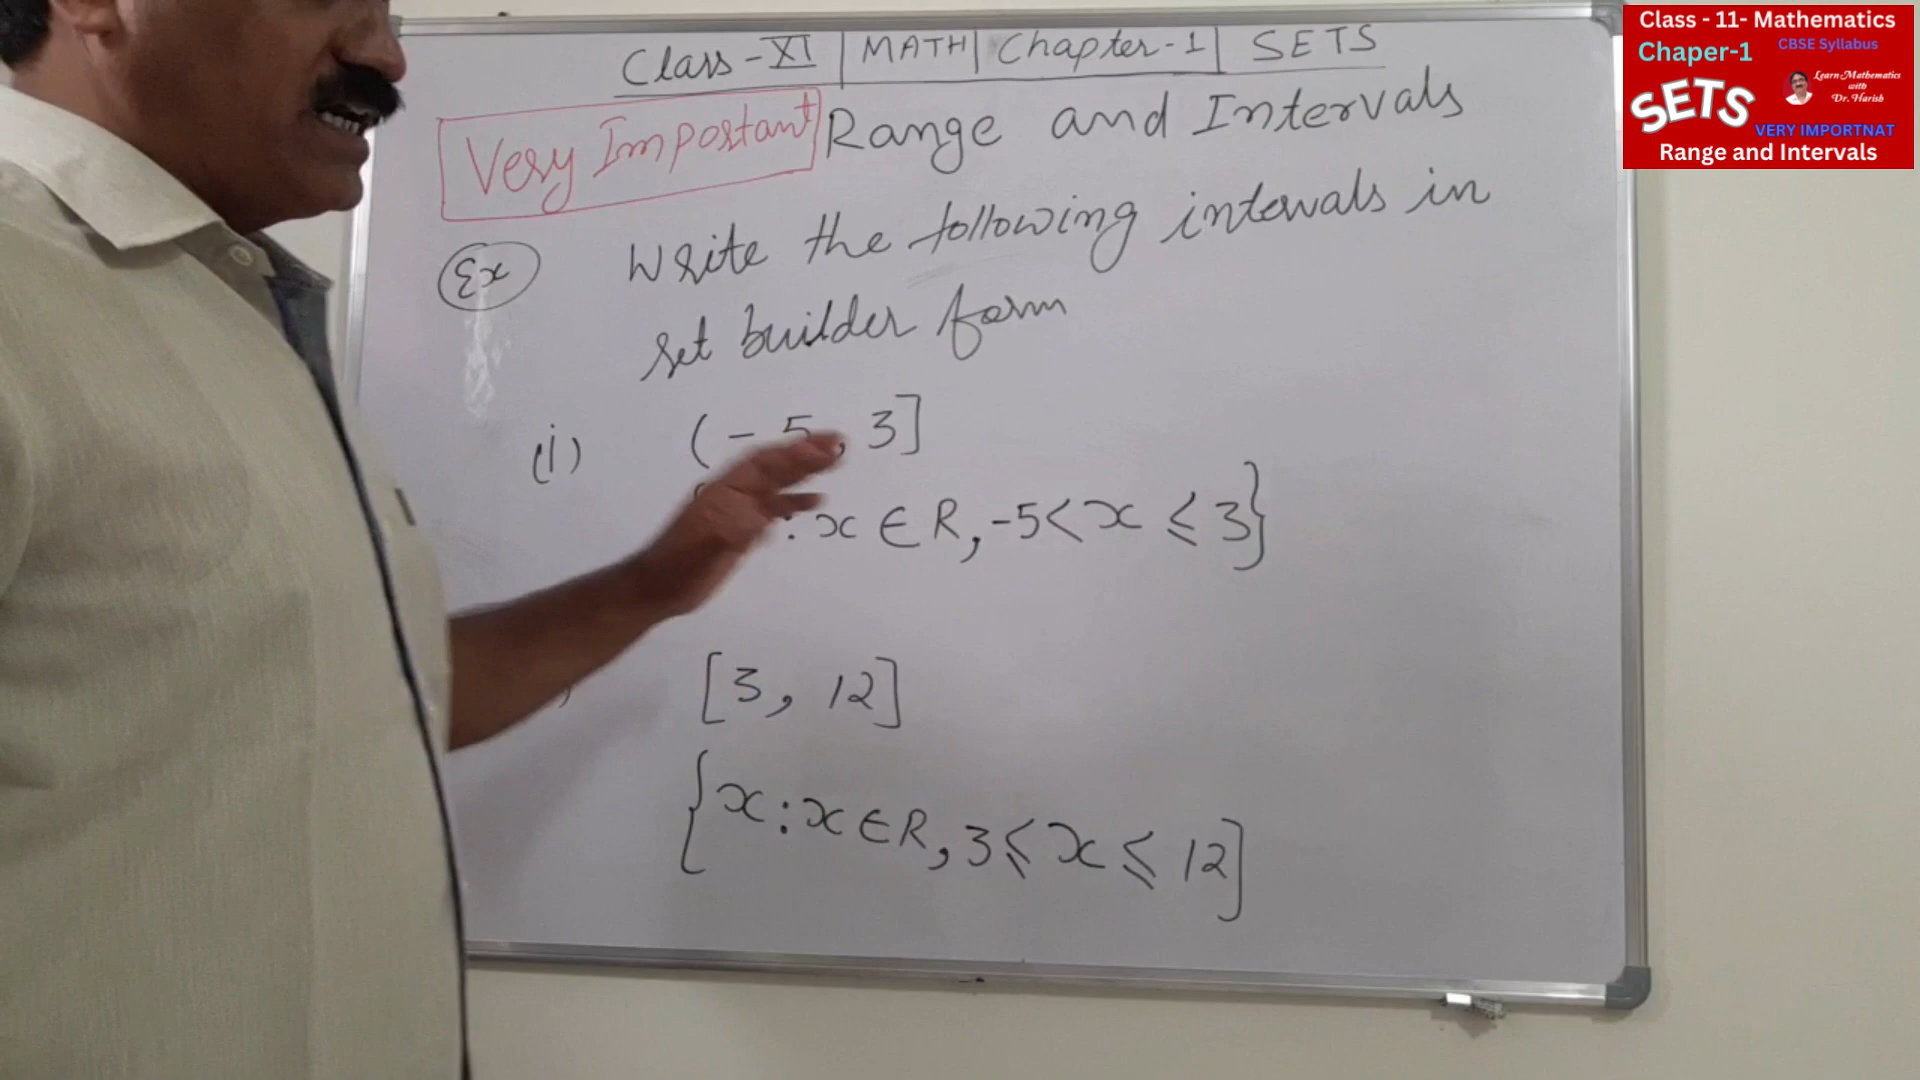 Class-XI | MATH | Chapter-1 | SETS
Very Important Range and Intervals
Ex Write the following intervals in
set builder form
(i) (-5, 3]
: x ∈ R, -5 < x ≤ 3}
[3, 12]
{x : x ∈ R, 3 ≤ x ≤ 12]
Class - 11- Mathematics
Chaper-1 CBSE Syllabus
SETS
Learn Mathematics
with
Dr. Harish
VERY IMPORTNAT
Range and Intervals